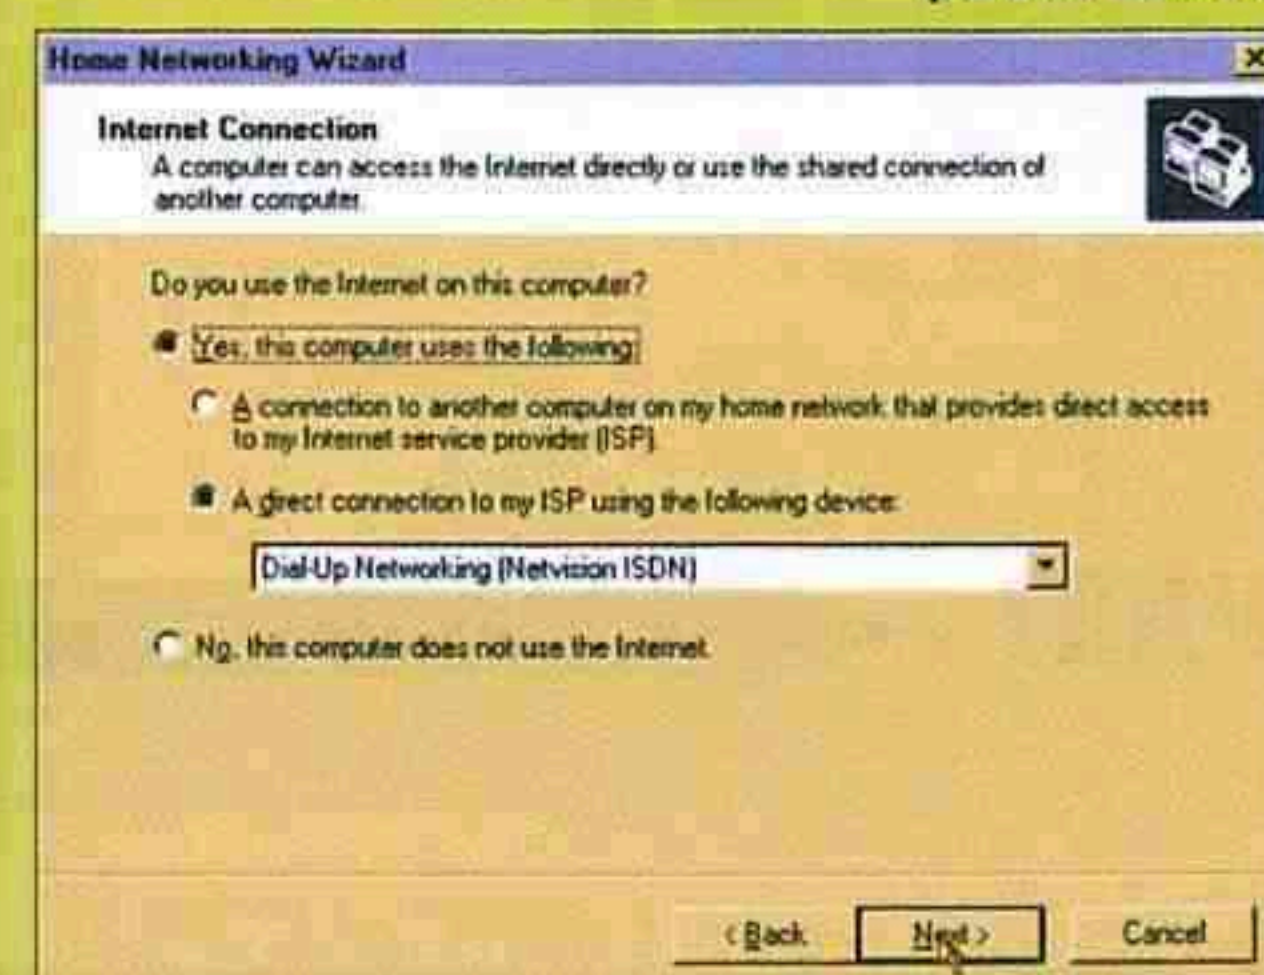 Home Networking Wizard
Internet Connection
A computer can access the Internet directly or use the shared connection of
another computer.
Do you use the Internet on this computer?
Yes, this computer uses the following:
A connection to another computer on my home network that provides direct access
to my Internet service provider (ISP).
A direct connection to my ISP using the following device:
Dial-Up Networking (Netvision ISDN)
No, this computer does not use the Internet.
< Back
Next >
Cancel